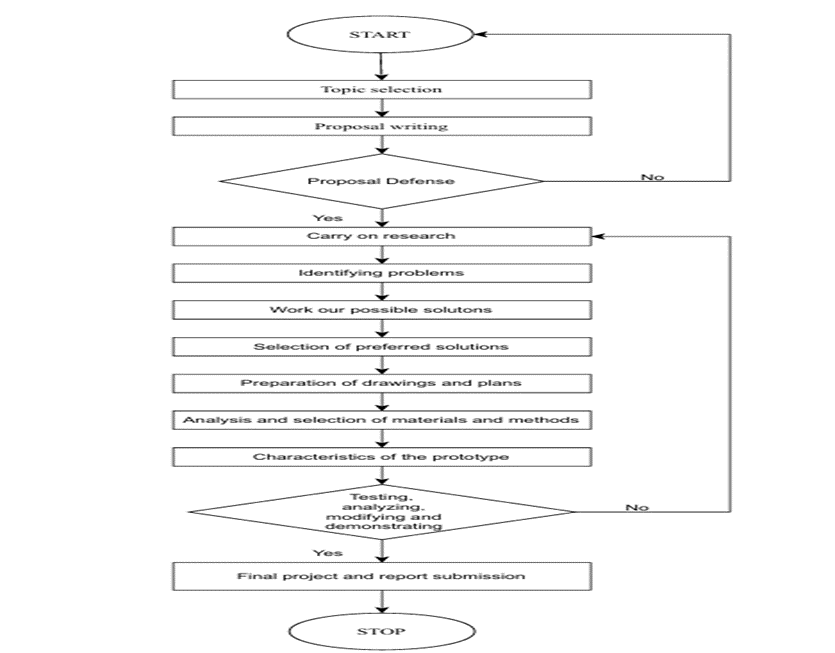 START
Topic selection
Proposal writing
Proposal Defense
No
Yes
Carry on research
Identifying problems
Work our possible solutons
Selection of preferred solutions
Preparation of drawings and plans
Analysis and selection of materials and methods
Characteristics of the prototype
Testing,
analyzing,
modifying and
demonstrating
No
Yes
Final project and report submission
STOP